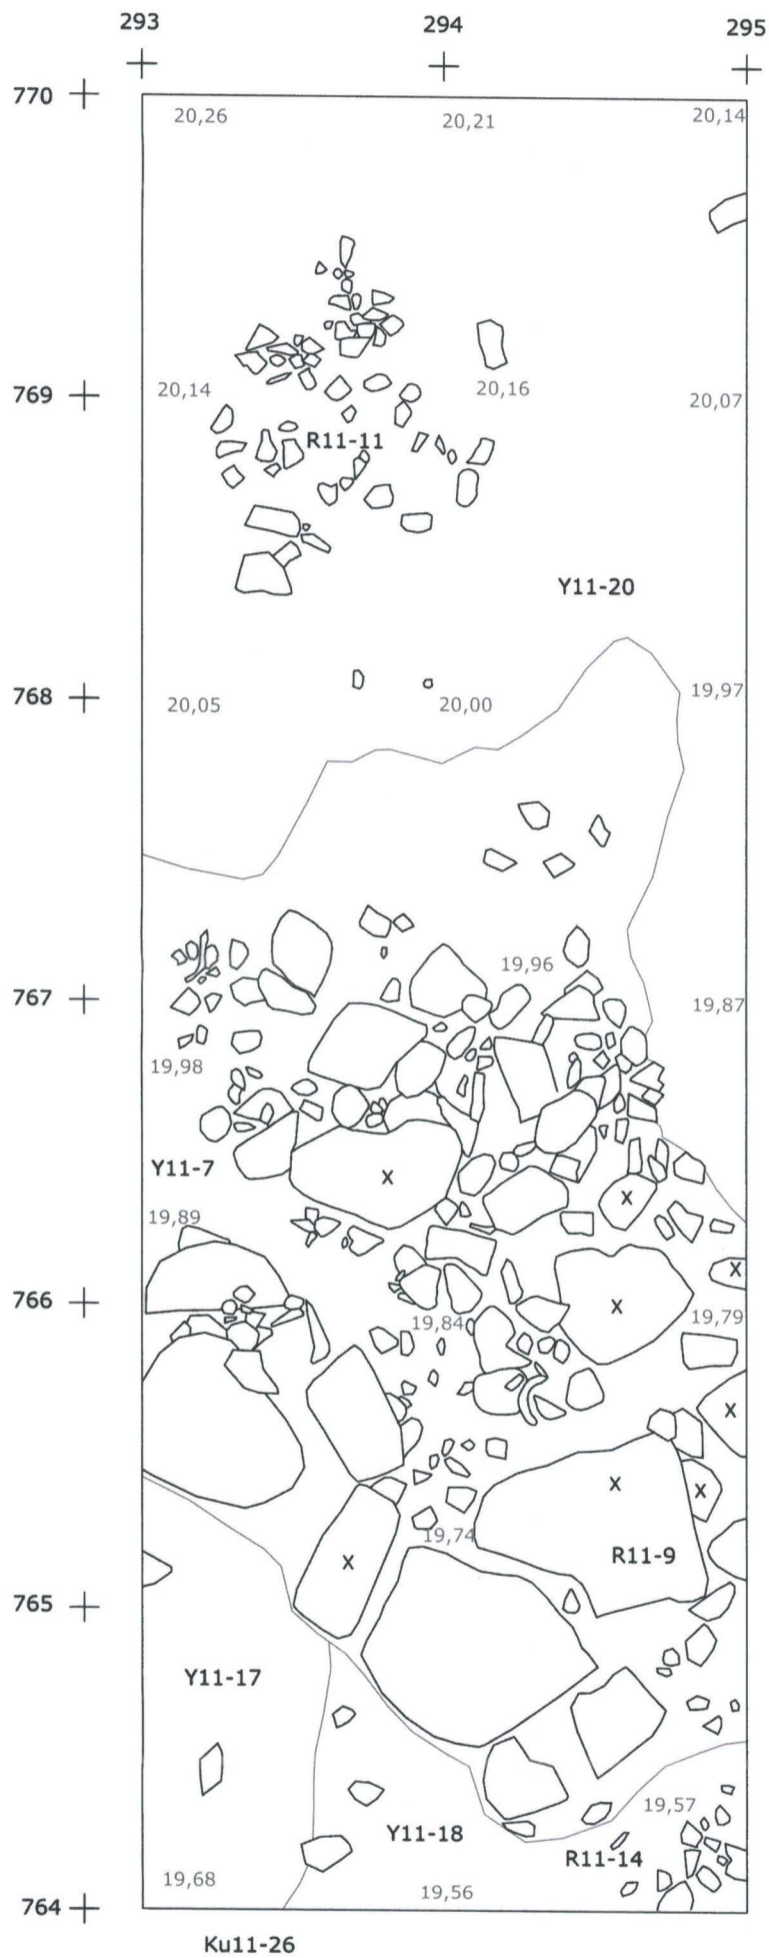 293 294 295
770
20,26 20,21 20,14
769
20,14 20,16 20,07
R11-11
Y11-20
768
20,05 20,00 19,97
19,96
767
19,87
19,98
Y11-7
x
x
19,89
x
766
x
19,84 19,79
x
x x
19,74
R11-9
x
765
Y11-17
19,57
Y11-18
R11-14
19,68 19,56
764
Ku11-26